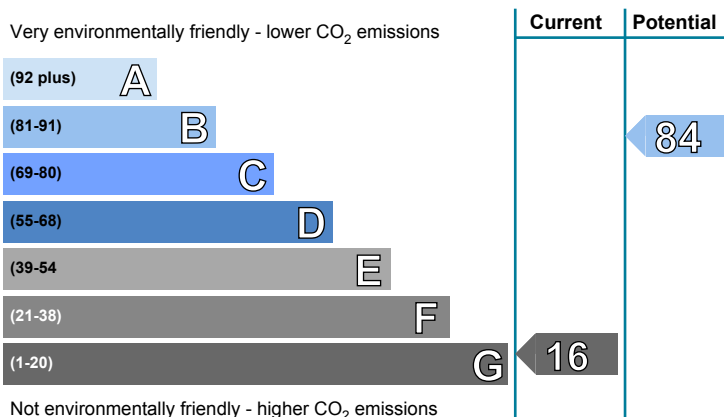 Current Potential
Very environmentally friendly - lower CO2 emissions
(92 plus) A
(81-91) B
84
(69-80) C
(55-68) D
(39-54 E
(21-38) F
(1-20) G
16
Not environmentally friendly - higher CO2 emissions